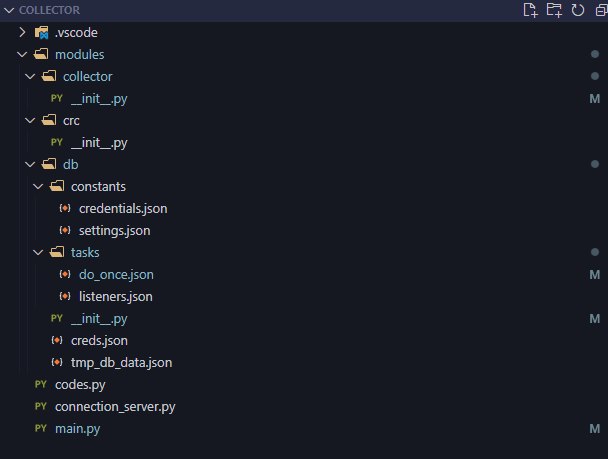 COLLECTOR
.vscode
modules
collector
PY __init__.py M
crc
PY __init__.py
db
constants
credentials.json
settings.json
tasks
do_once.json M
listeners.json
PY __init__.py M
creds.json
tmp_db_data.json
PY codes.py
PY connection_server.py
PY main.py M